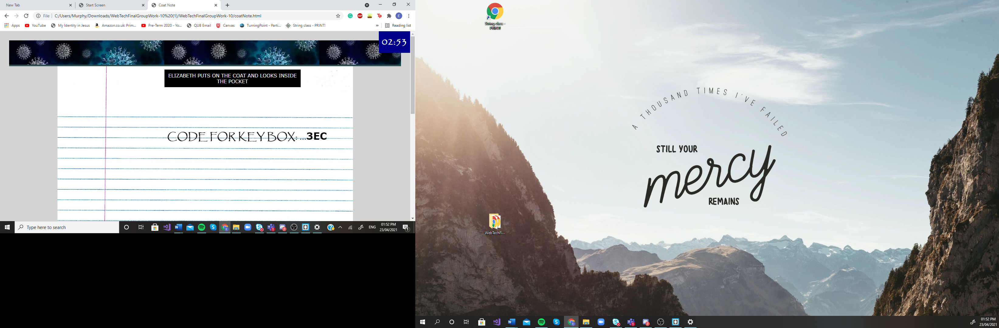 New Tab
Start Screen
Coat Note
File
C:/Users/Murphy/Downloads/WebTechFinalGroupWork-10%20(1)/WebTechFinalGroupWork-10/coatNote.html
ABP
Tp
E
Apps
YouTube
My Identity in Jesus
Amazon.co.uk: Prim...
Pre-Term 2020 - Yo...
QUB Email
Canvas
TurningPoint - Parti...
String class - PRINT!
»
Reading list
02:53
ELIZABETH PUTS ON THE COAT AND LOOKS INSIDE
THE POCKET
CODE FOR KEY BOX: ...3EC
Type here to search
ENG
01:52 PM
23/04/2021
String class -
PRINT!
A THOUSAND TIMES I'VE FAILED
STILL YOUR
mercy
REMAINS
WebTechFi...
01:52 PM
23/04/2021